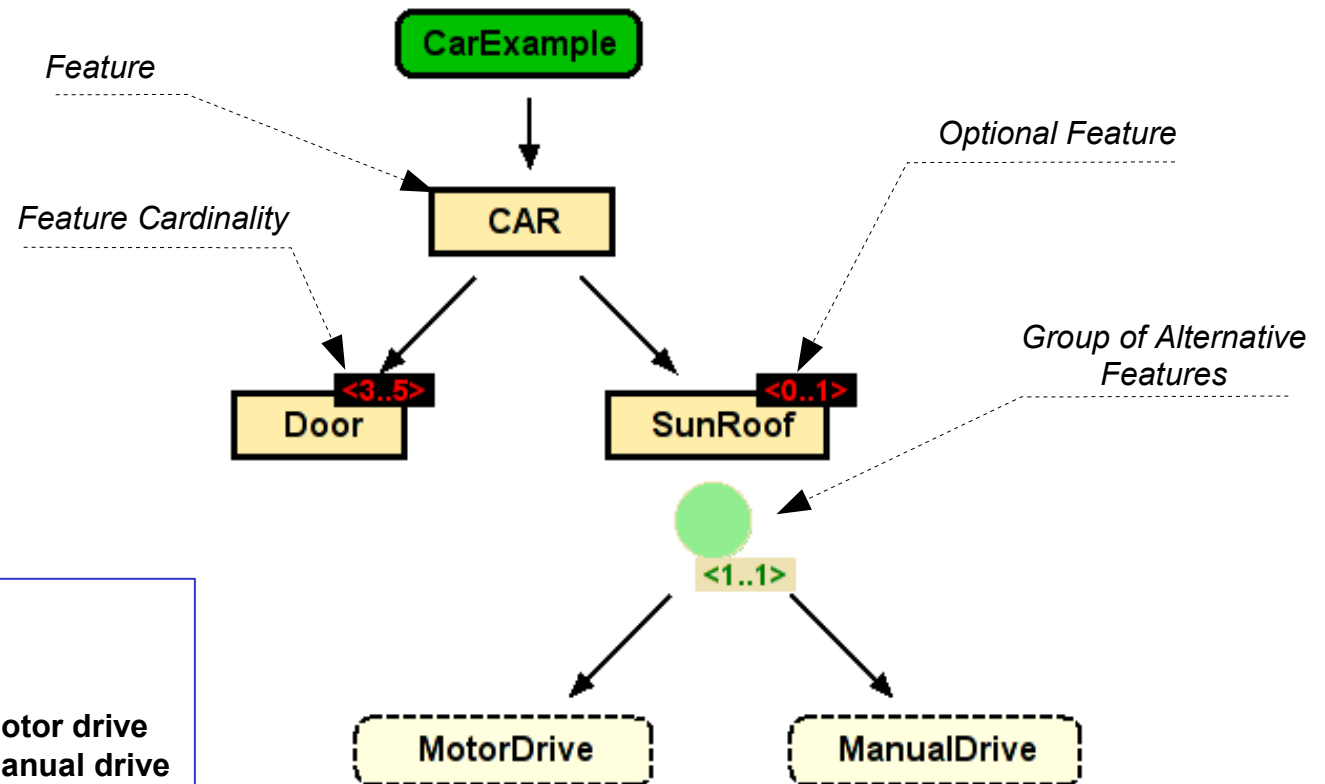 CarExample
Feature
Optional Feature
CAR
Feature Cardinality
Group of Alternative
Features
<3..5>
Door
<0..1>
SunRoof
<1..1>
otor drive
anual drive
MotorDrive
ManualDrive